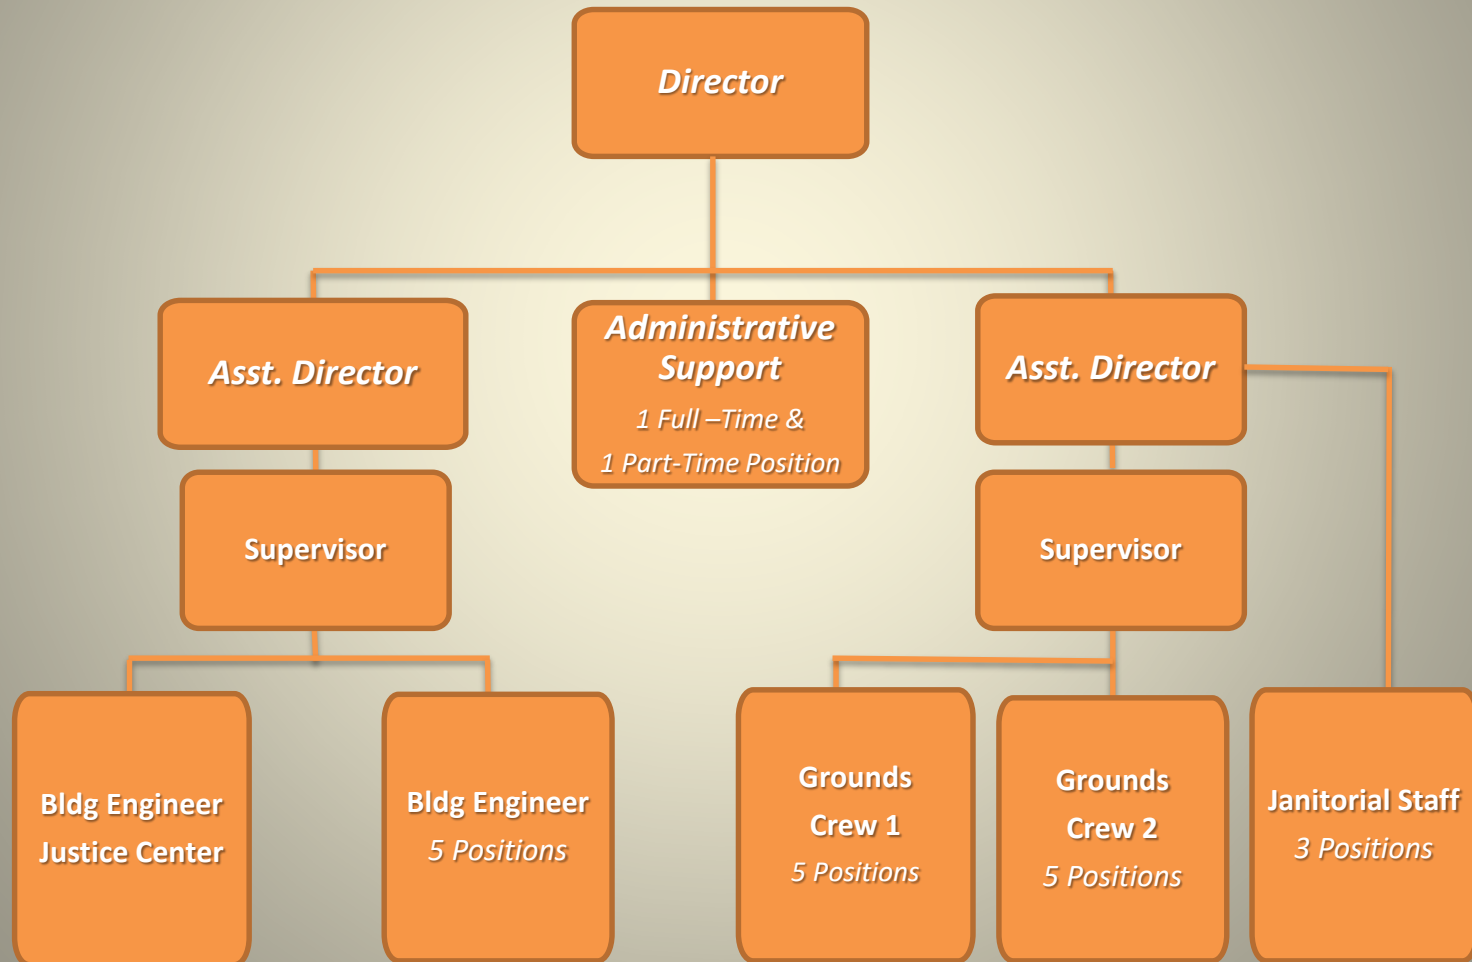 Director
Asst. Director
Administrative
Support
1 Full –Time &
1 Part-Time Position
Asst. Director
Supervisor
Supervisor
Bldg Engineer
Justice Center
Bldg Engineer
5 Positions
Grounds
Crew 1
5 Positions
Grounds
Crew 2
5 Positions
Janitorial Staff
3 Positions